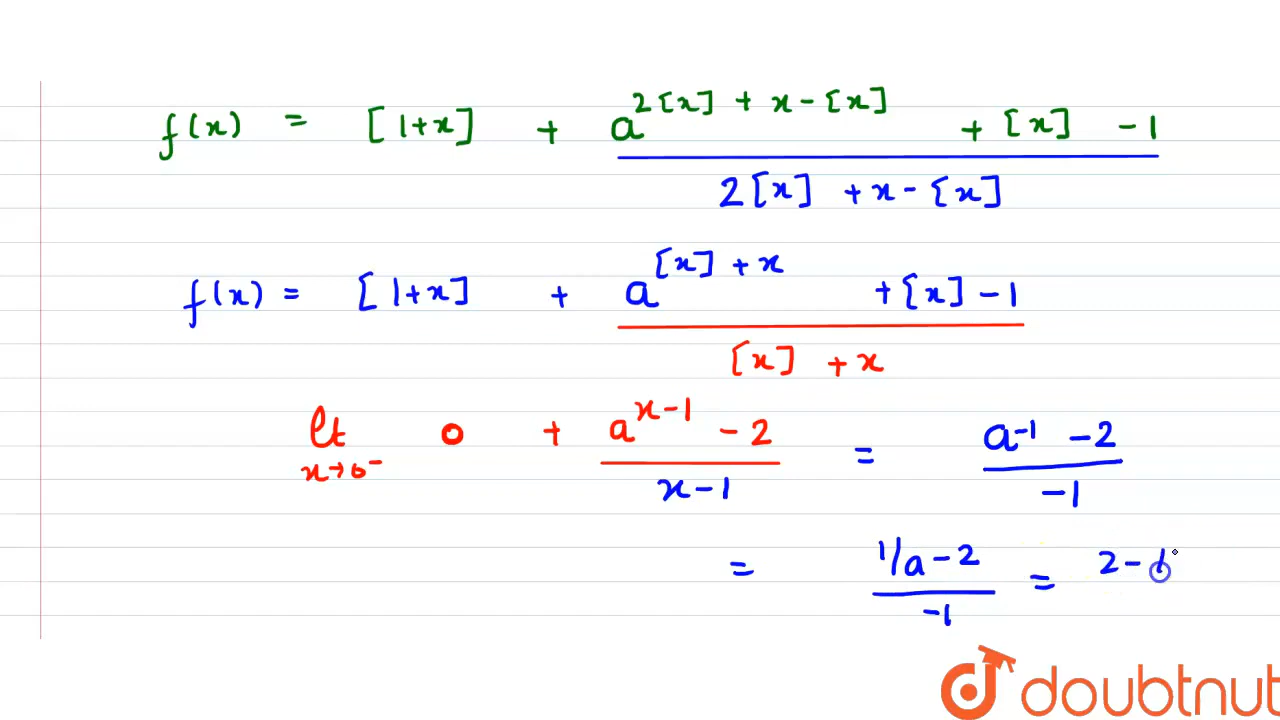 f(x) = [1+x] + a^{2[x] + x-[x]} + [x] -1
2[x] + x-[x]
f(x) = [1+x] + a^{[x]+x} + [x] -1
[x] + x
lt x→0⁻ 0 + a^{x-1} -2 / x-1 = a^{-1} -2 / -1
= 1/a -2 / -1 = 2-1
doubtnut